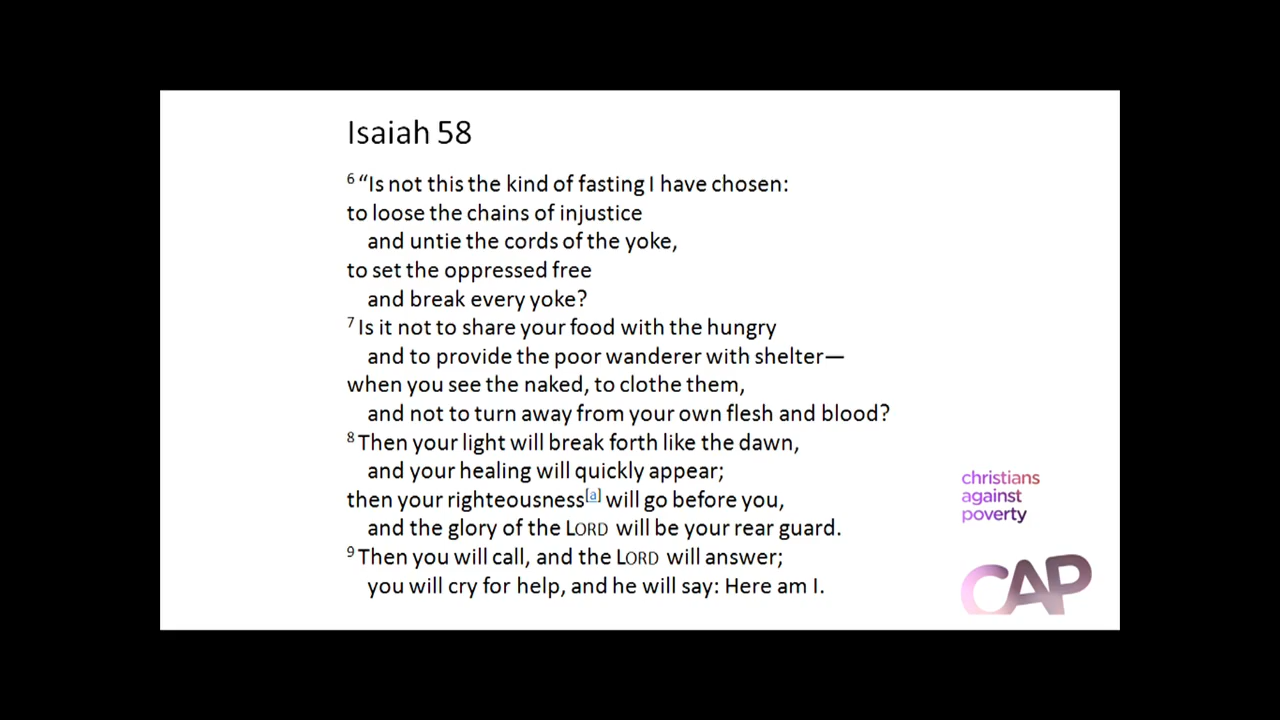 Isaiah 58
6 “Is not this the kind of fasting I have chosen:
to loose the chains of injustice
and untie the cords of the yoke,
to set the oppressed free
and break every yoke?
7 Is it not to share your food with the hungry
and to provide the poor wanderer with shelter—
when you see the naked, to clothe them,
and not to turn away from your own flesh and blood?
8 Then your light will break forth like the dawn,
and your healing will quickly appear;
then your righteousness[a] will go before you,
and the glory of the LORD will be your rear guard.
9 Then you will call, and the LORD will answer;
you will cry for help, and he will say: Here am I.
christians
against
poverty
CAP